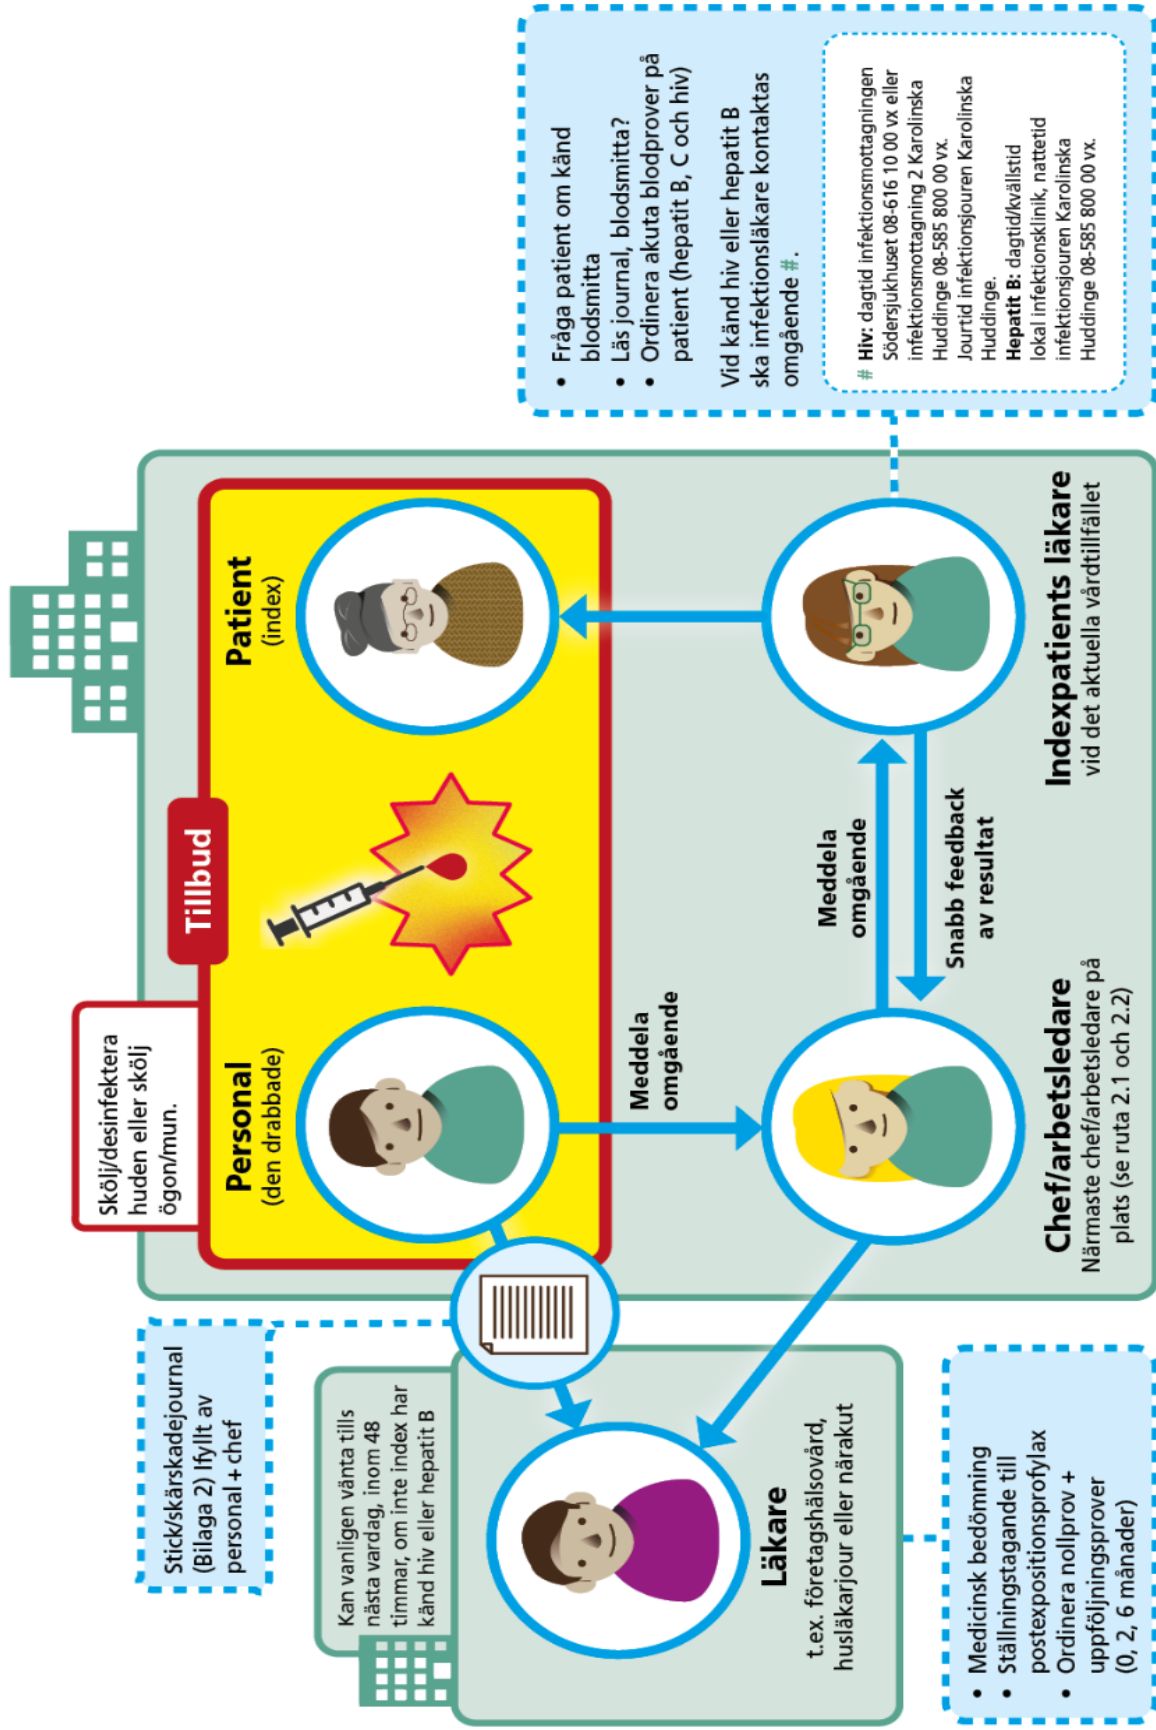 Stick/skärskadejournal
(Bilaga 2) Ifyllt av
personal + chef
Kan vanligen vänta tills
nästa vardag, inom 48
timmar, om inte index har
känd hiv eller hepatit B
Läkare
t.ex. företagshälsovård,
husläkarjour eller närakut
• Medicinsk bedömning
• Ställningstagande till
postexpositionsprofylax
• Ordinera nollprov +
uppföljningsprover
(0, 2, 6 månader)
Skölj/desinfektera
huden eller skölj
ögon/mun.
Tillbud
Personal
(den drabbade)
Patient
(index)
Meddela
omgående
Meddela
omgående
Snabb feedback
av resultat
Chef/arbetsledare
Närmaste chef/arbetsledare på
plats (se ruta 2.1 och 2.2)
Indexpatients läkare
vid det aktuella vårdtillfället
• Fråga patient om känd
blodsmitta
• Läs journal, blodsmitta?
• Ordinera akuta blodprover på
patient (hepatit B, C och hiv)
Vid känd hiv eller hepatit B
ska infektionsläkare kontaktas
omgående #.
# Hiv: dagtid infektionsmottagningen
Södersjukhuset 08-616 10 00 vx eller
infektionsmottagning 2 Karolinska
Huddinge 08-585 800 00 vx.
Jourtid infektionsjouren Karolinska
Huddinge.
Hepatit B: dagtid/kvällstid
lokal infektionsklinik, nattetid
infektionsjouren Karolinska
Huddinge 08-585 800 00 vx.